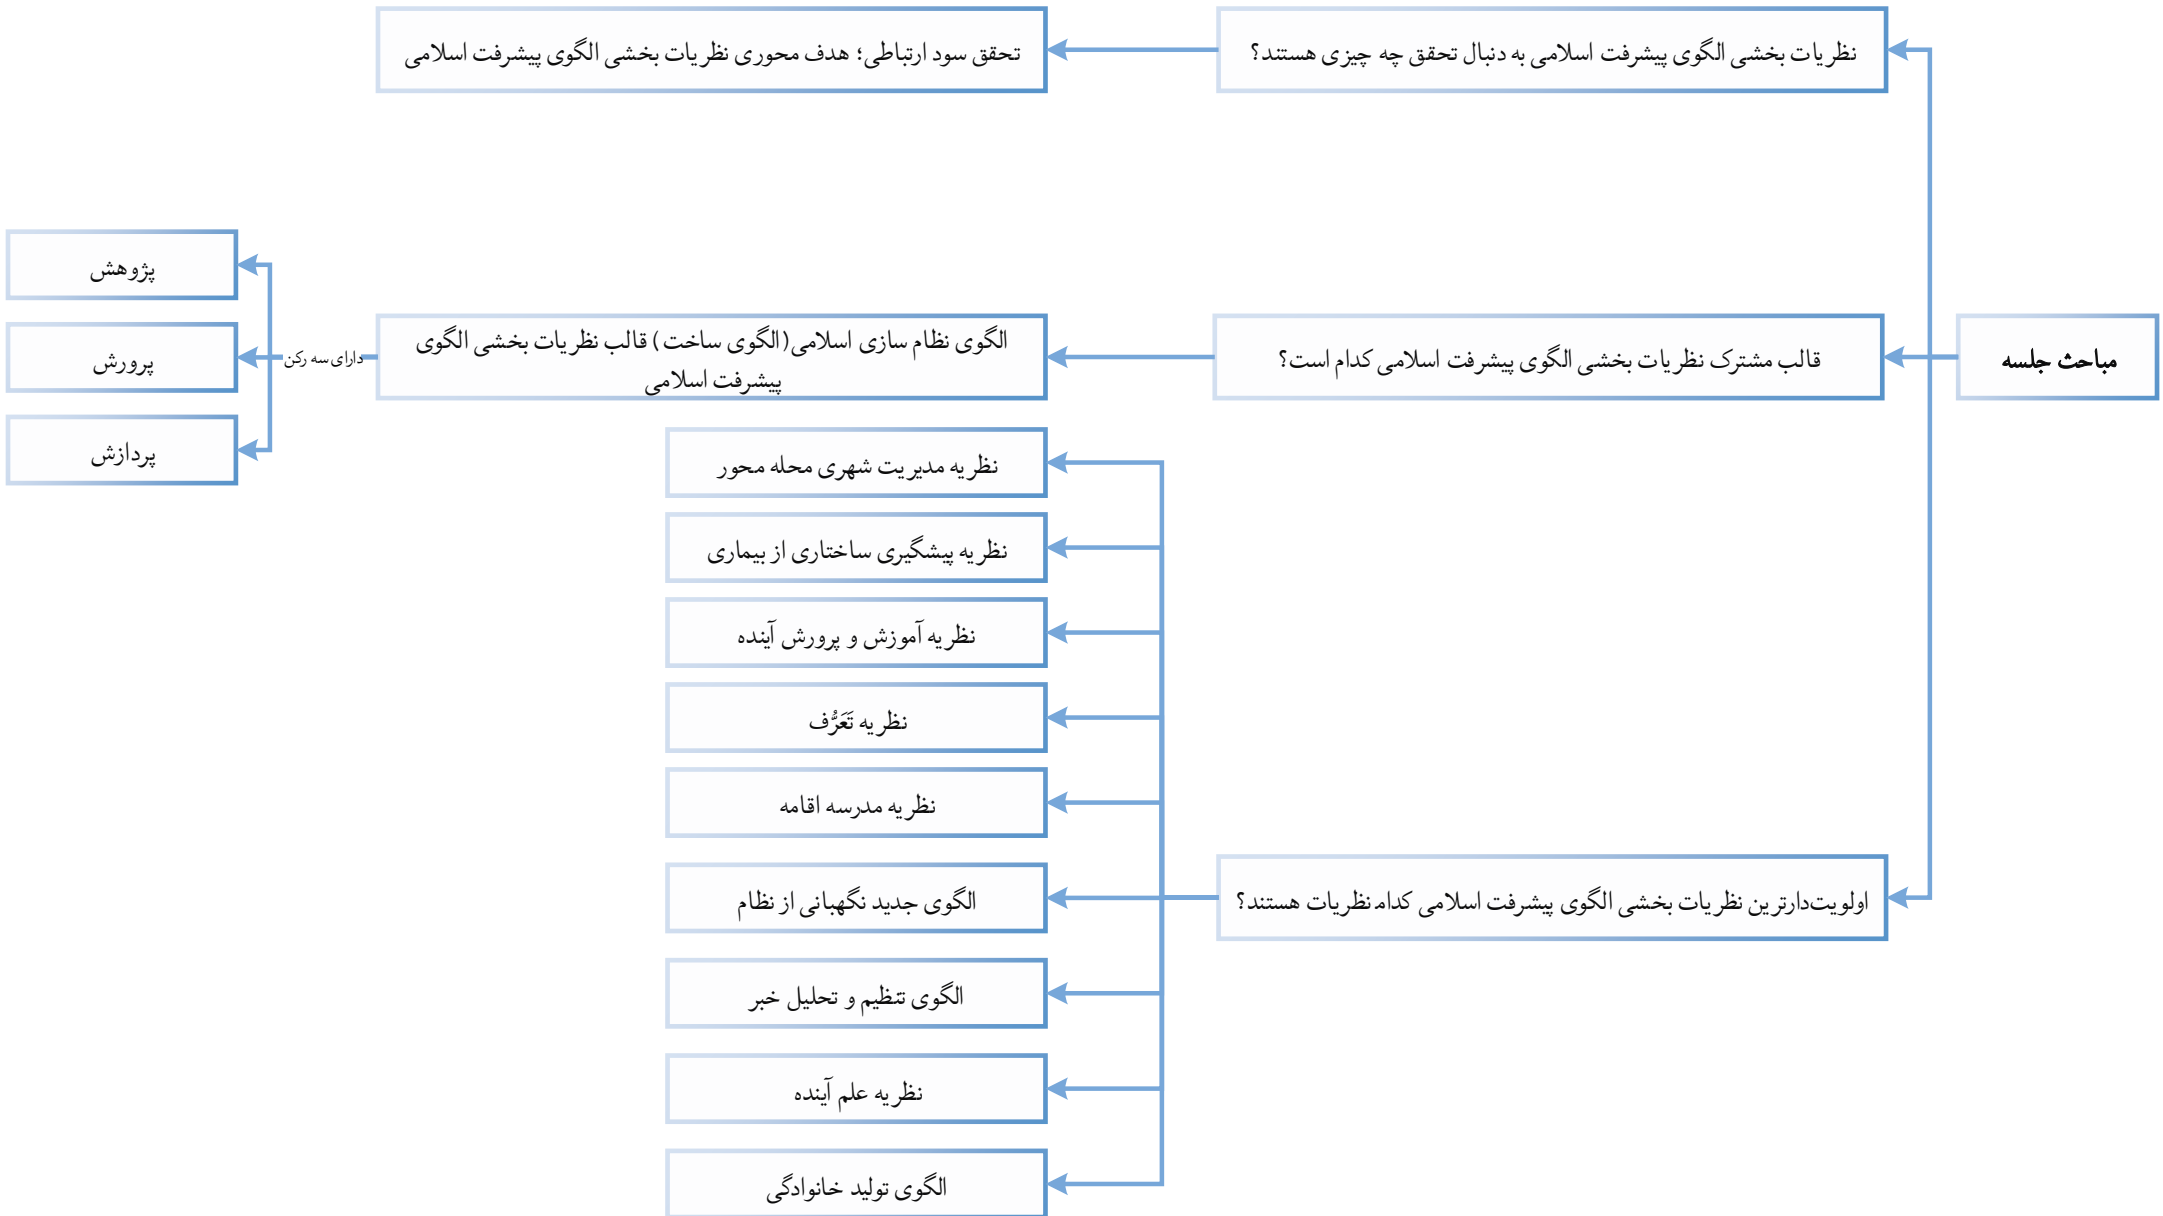 مباحث جلسه
نظریات بخشی الگوی پیشرفت اسلامی به دنبال تحقق چه چیزی هستند؟
تحقق سود ارتباطی؛ هدف محوری نظریات بخشی الگوی پیشرفت اسلامی
قالب مشترک نظریات بخشی الگوی پیشرفت اسلامی کدام است؟
الگوی نظام سازی اسلامی(الگوی ساخت) قالب نظریات بخشی الگوی
پیشرفت اسلامی
دارای سه رکن
پژوهش
پرورش
پردازش
اولویت‌دارترین نظریات بخشی الگوی پیشرفت اسلامی کدام نظریات هستند؟
نظریه مدیریت شهری محله محور
نظریه پیشگیری ساختاری از بیماری
نظریه آموزش و پرورش آینده
نظریه تَعَرُّف
نظریه مدرسه اقامه
الگوی جدید نگهبانی از نظام
الگوی تنظیم و تحلیل خبر
نظریه علم آینده
الگوی تولید خانوادگی